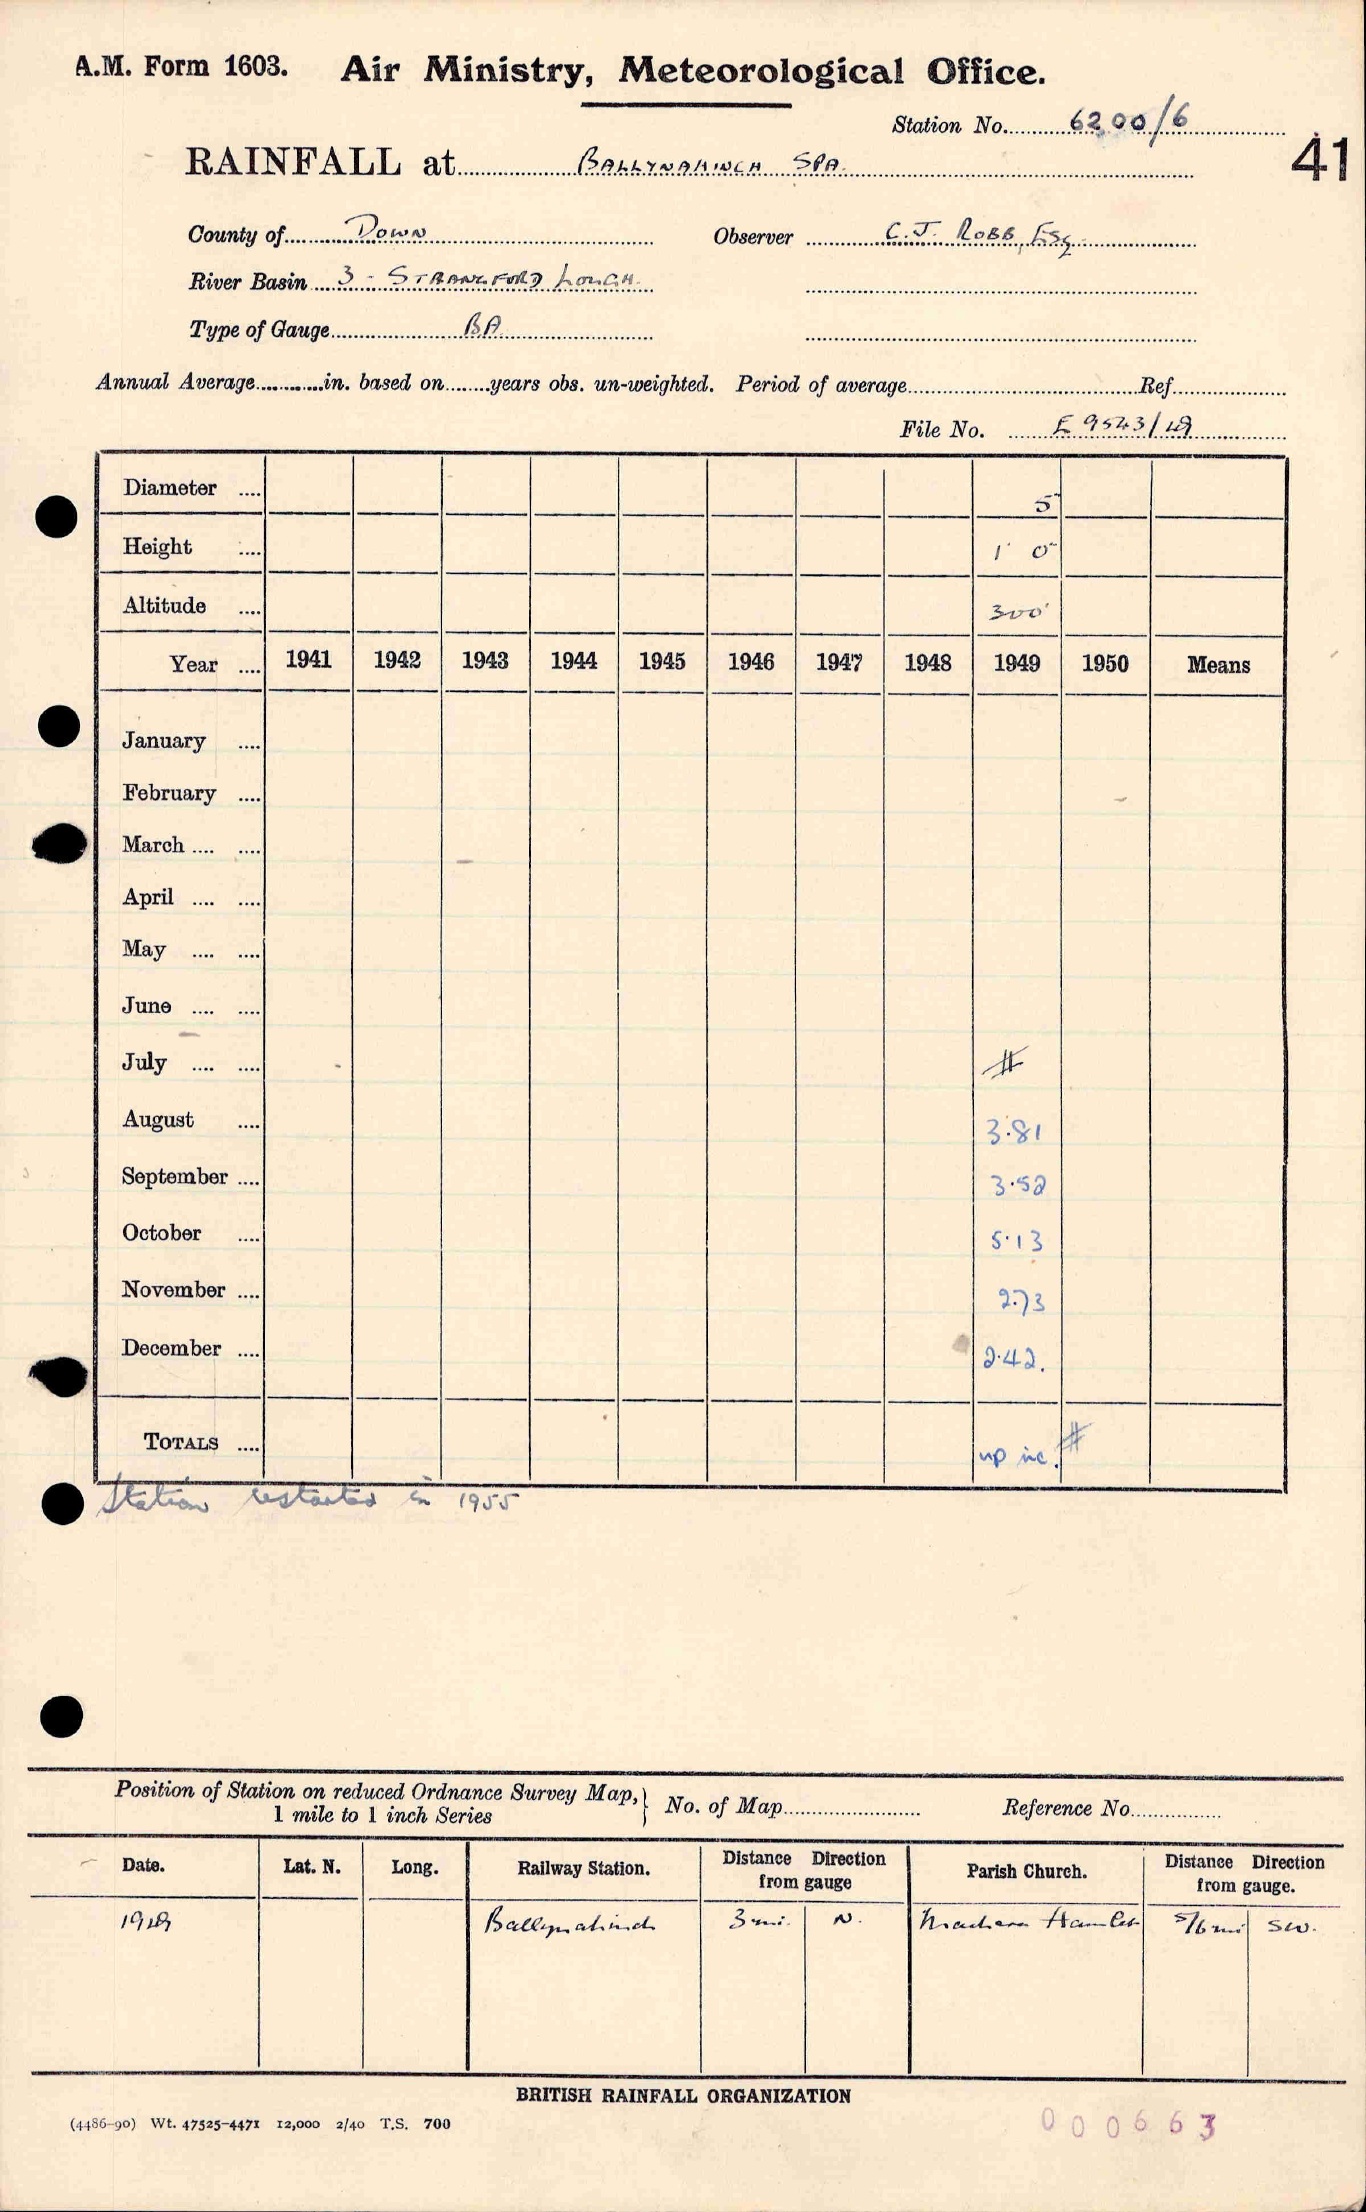 A.M. Form 1603. Air Ministry, Meteorological Office.
Station No. 6200/6
41
RAINFALL at BALLYNAHINCH SPA.
County of Down Observer C.J. ROBB, Esq.
River Basin 3 - STRANGFORD LOUGH.
Type of Gauge BA
Annual Average in. based on years obs. un-weighted. Period of average Ref.
File No. E 9543/49
Diameter .... 5"
Height .... 1' 0"
Altitude .... 300'
Year .... 1941 1942 1943 1944 1945 1946 1947 1948 1949 1950 Means
January ....
February ....
March .... ....
April .... ....
May .... ....
June .... ....
July .... .... #
August .... 3.81
September .... 3.52
October .... 5.13
November .... 2.73
December .... 2.42.
TOTALS .... up inc. #
Station restarted in 1955
Position of Station on reduced Ordnance Survey Map,
1 mile to 1 inch Series
No. of Map Reference No.
Date. Lat. N. Long. Railway Station. Distance Direction from gauge Parish Church. Distance Direction from gauge.
1949 Ballynahinch 3 mi. N. Hamlet 5/6 mi SW.
BRITISH RAINFALL ORGANIZATION
(4486-90) Wt. 47525-4471 12,000 2/40 T.S. 700
000663